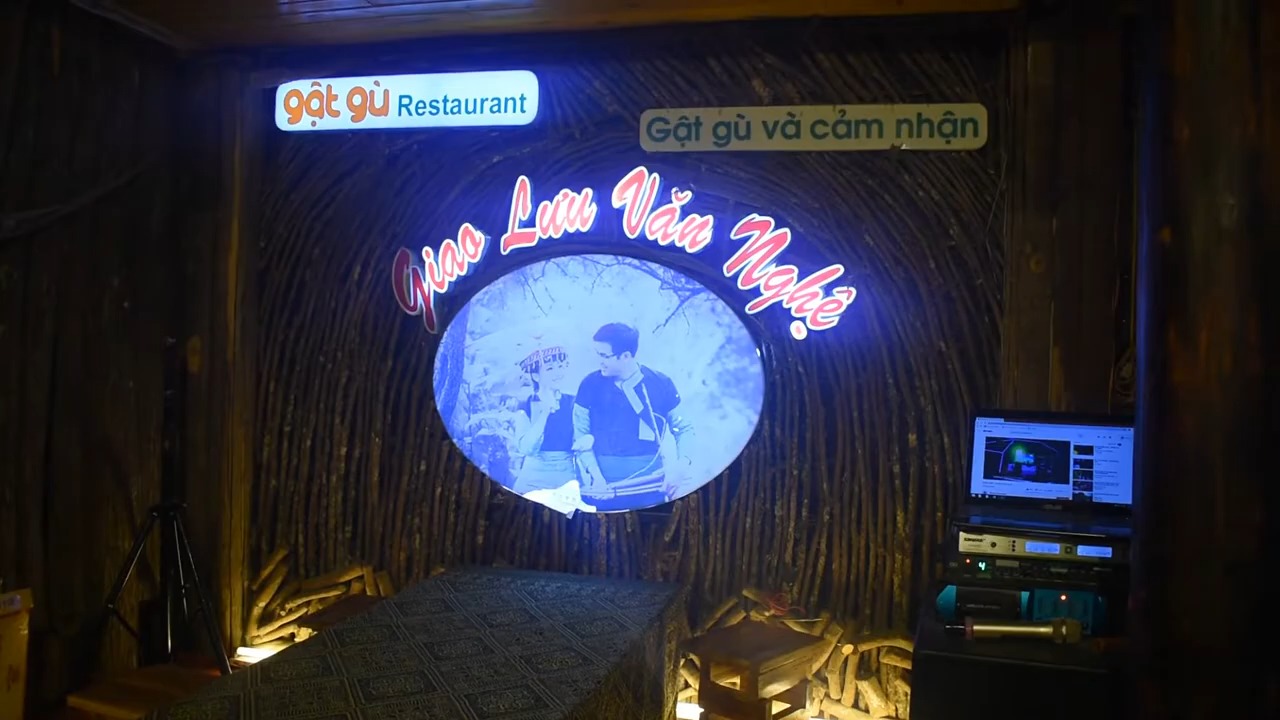 gật gù Restaurant
Gật gù và cảm nhận
Giao Lưu Văn Nghệ